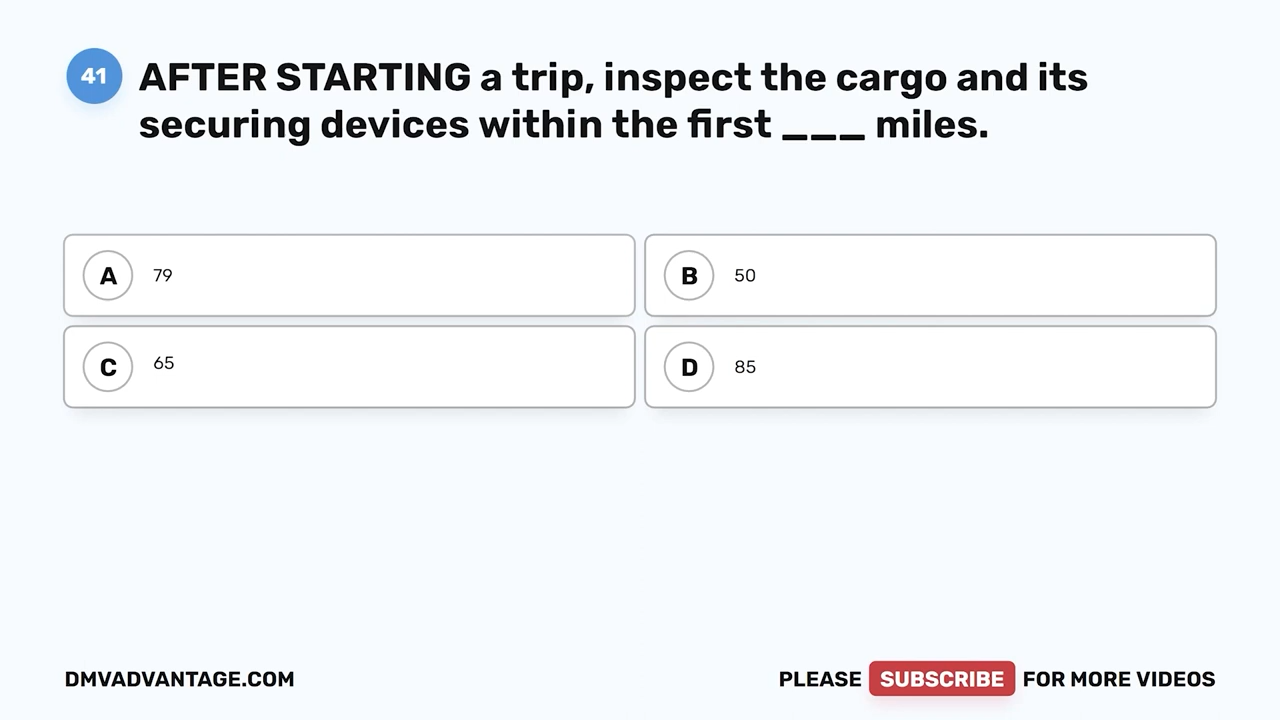 41
AFTER STARTING a trip, inspect the cargo and its
securing devices within the first ___ miles.
A 79
B 50
C 65
D 85
DMVADVANTAGE.COM
PLEASE SUBSCRIBE FOR MORE VIDEOS